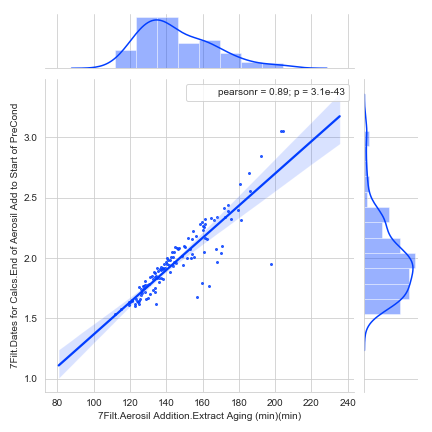 pearsonr = 0.89; p = 3.1e-43
7Filt.Dates for Calcs.End of Aerosol Add to Start of PreCond
3.0
2.5
2.0
1.5
1.0
80 100 120 140 160 180 200 220 240
7Filt.Aerosol Addition.Extract Aging (min)(min)